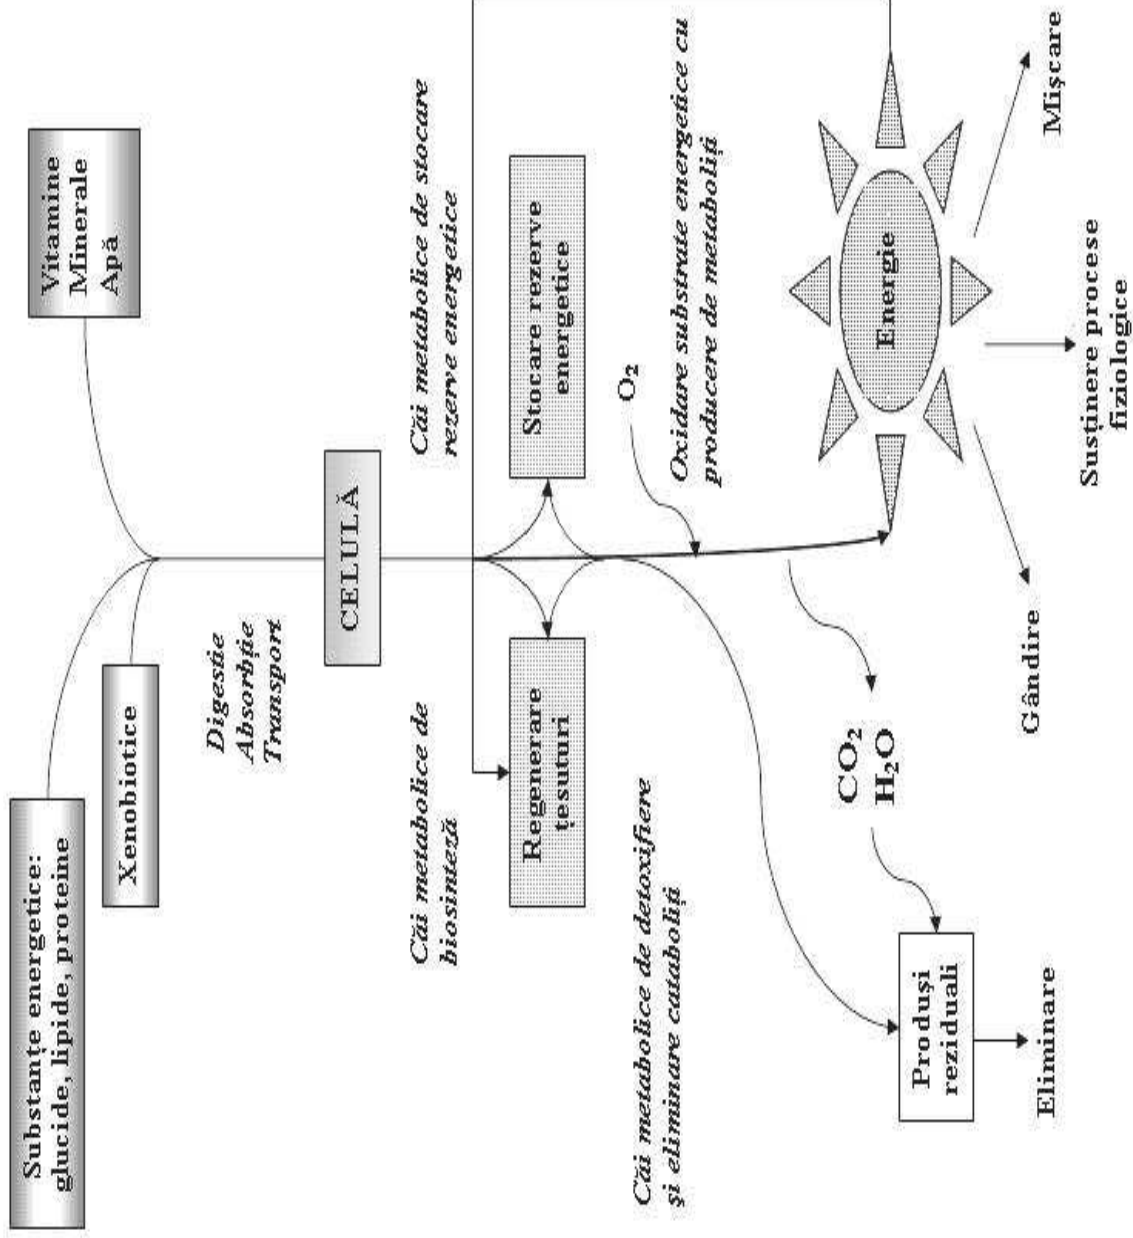 Substanțe energetice:
glucide, lipide, proteine
Xenobiotice
Vitamine
Minerale
Apă
Digestie
Absorbție
Transport
CELULĂ
Căi metabolice de
biosinteză
Căi metabolice de stocare
rezerve energetice
Regenerare
țesuturi
Stocare rezerve
energetice
O₂
Căi metabolice de detoxifiere
și eliminare cataboliți
Oxidare substrate energetice cu
producere de metaboliți
CO₂
H₂O
Energie
Produși
reziduali
Eliminare
Gândire
Susținere procese
fiziologice
Mișcare